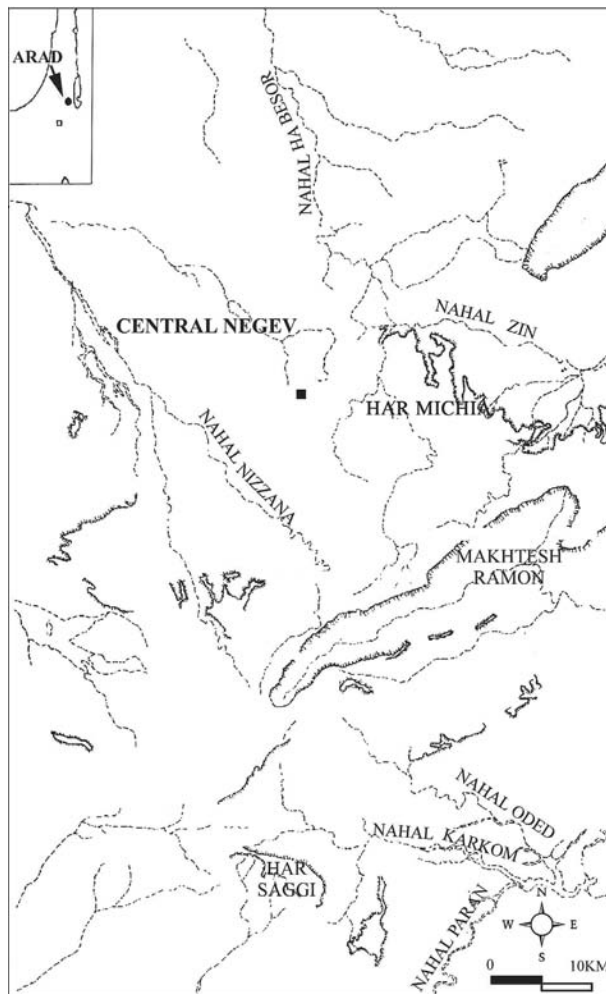 ARAD
NAHAL HA BESOR
CENTRAL NEGEV
NAHAL ZIN
HAR MICHIA
NAHAL NIZZANA
MAKHTESH
RAMON
NAHAL ODED
NAHAL KARKOM
HAR
SAGGI
NAHAL PARAN
N
W E
S
0 10KM